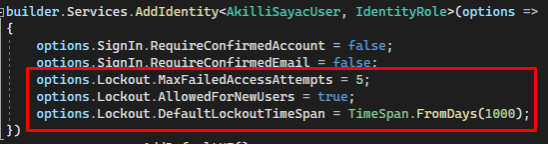 builder.Services.AddIdentity<AkilliSayacUser, IdentityRole>(options =>
{
options.SignIn.RequireConfirmedAccount = false;
options.SignIn.RequireConfirmedEmail = false;
options.Lockout.MaxFailedAccessAttempts = 5;
options.Lockout.AllowedForNewUsers = true;
options.Lockout.DefaultLockoutTimeSpan = TimeSpan.FromDays(1000);
})